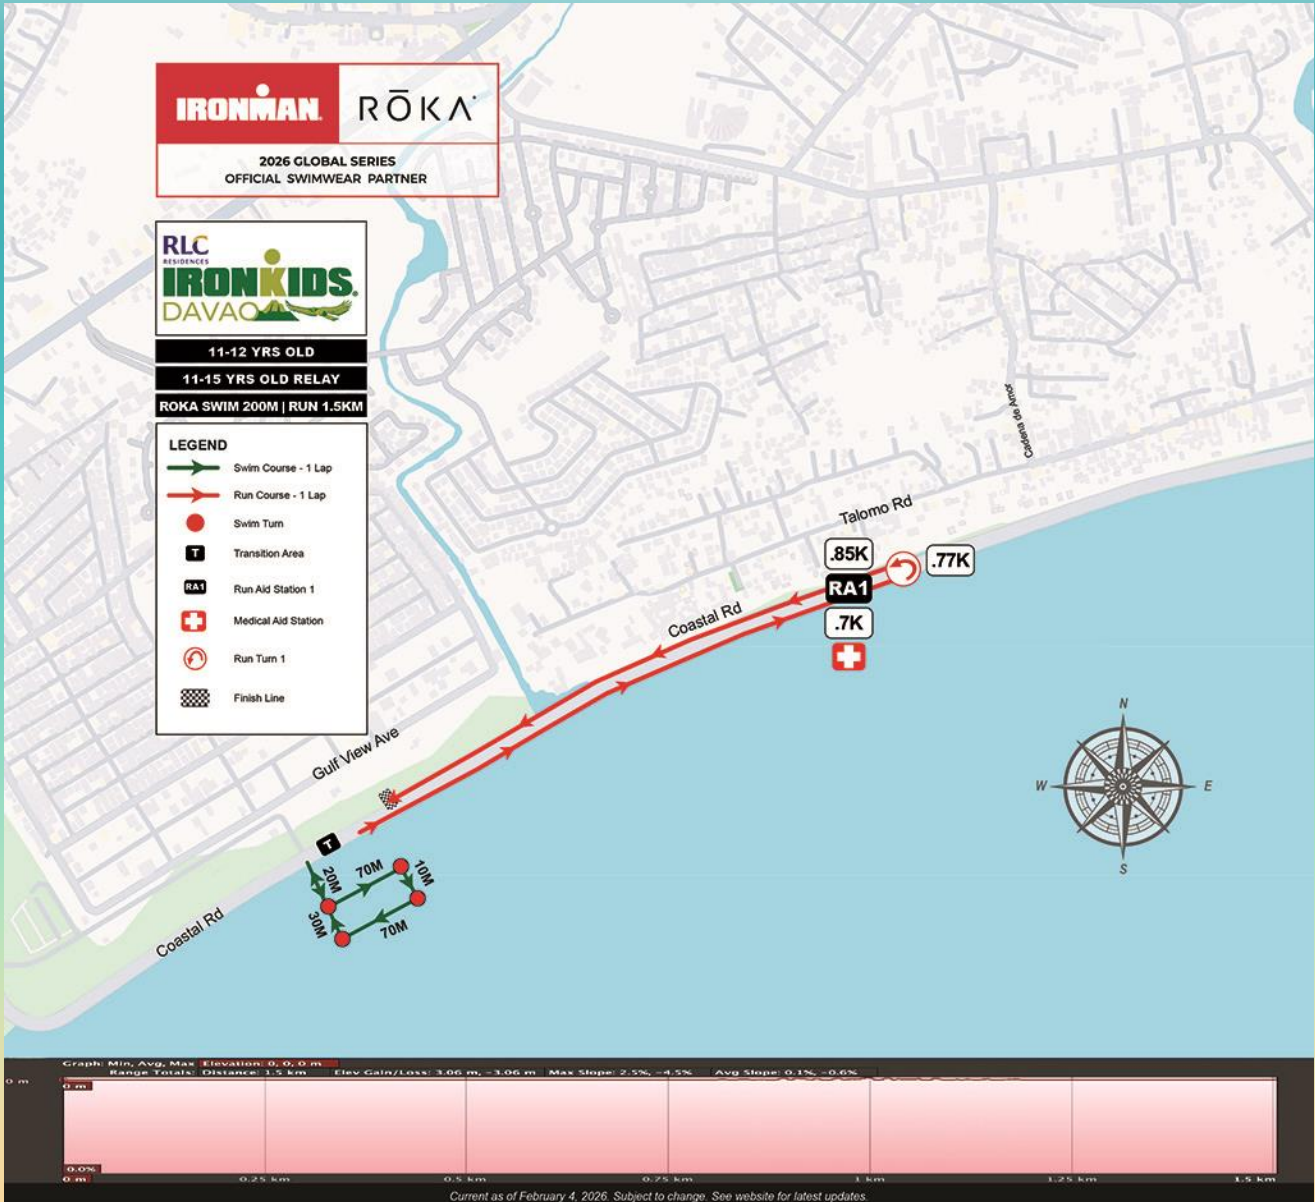 IRONMAN
RŌKA
2026 GLOBAL SERIES
OFFICIAL SWIMWEAR PARTNER
RLC
RESIDENCES
IRONKIDS
DAVAO
11-12 YRS OLD
11-15 YRS OLD RELAY
ROKA SWIM 200M | RUN 1.5KM
LEGEND
Swim Course - 1 Lap
Run Course - 1 Lap
Swim Turn
T Transition Area
RA1 Run Aid Station 1
Medical Aid Station
Run Turn 1
Finish Line
Cadena de Amor
Talomo Rd
.85K
.77K
RA1
.7K
Coastal Rd
Gulf View Ave
T
20M
70M
10M
30M
70M
Coastal Rd
N
W
E
S
Graph: Min, Avg, Max Elevation: 0, 0, 0 m
Range Totals: Distance: 1.5 km Elev Gain/Loss: 3.06 m, -3.06 m Max Slope: 2.5%, -4.5% Avg Slope: 0.1%, -0.6%
0 m
0 m
0.0%
0 m 0.25 km 0.5 km 0.75 km 1 km 1.25 km 1.5 km
Current as of February 4, 2026. Subject to change. See website for latest updates.